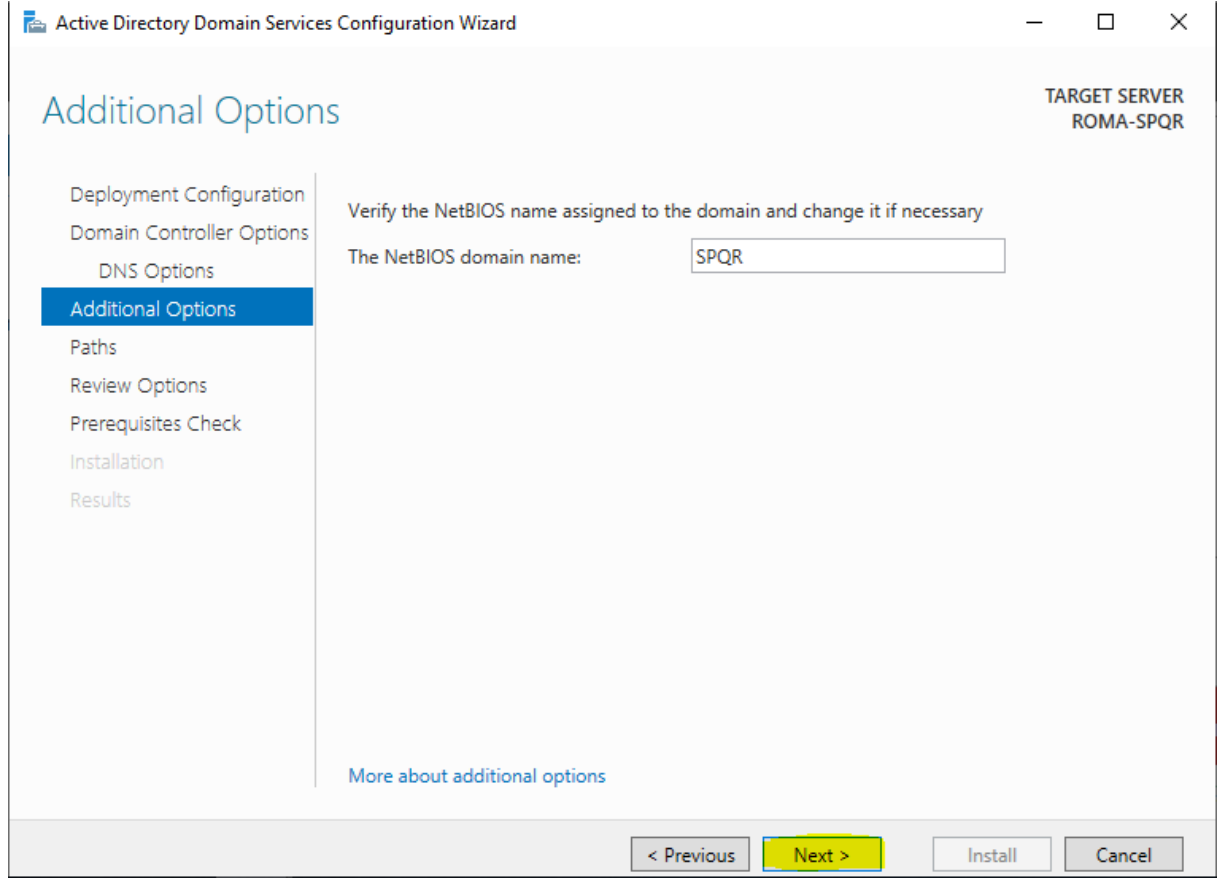 Active Directory Domain Services Configuration Wizard
Additional Options
TARGET SERVER
ROMA-SPQR
Deployment Configuration
Domain Controller Options
DNS Options
Additional Options
Paths
Review Options
Prerequisites Check
Installation
Results
Verify the NetBIOS name assigned to the domain and change it if necessary
The NetBIOS domain name: SPQR
More about additional options
< Previous Next > Install Cancel